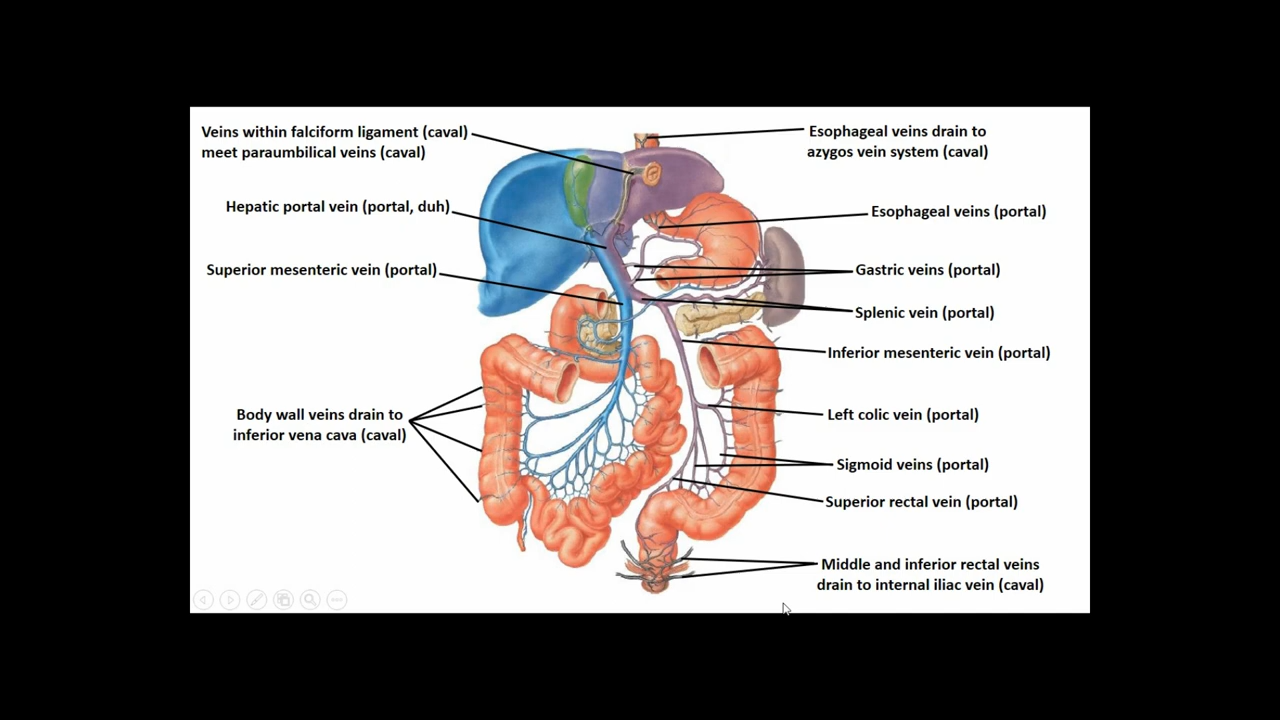 Veins within falciform ligament (caval)
meet paraumbilical veins (caval)
Hepatic portal vein (portal, duh)
Superior mesenteric vein (portal)
Body wall veins drain to
inferior vena cava (caval)
Esophageal veins drain to
azygos vein system (caval)
Esophageal veins (portal)
Gastric veins (portal)
Splenic vein (portal)
Inferior mesenteric vein (portal)
Left colic vein (portal)
Sigmoid veins (portal)
Superior rectal vein (portal)
Middle and inferior rectal veins
drain to internal iliac vein (caval)